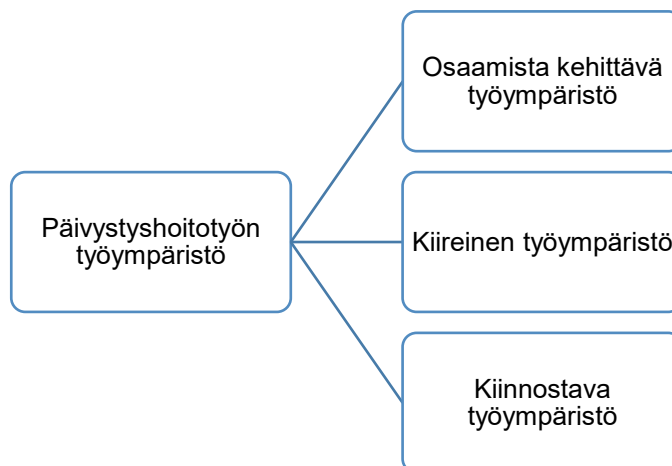 Osaamista kehittävä
työympäristö
Päivystyshoitotyön
työympäristö
Kiireinen työympäristö
Kiinnostava
työympäristö